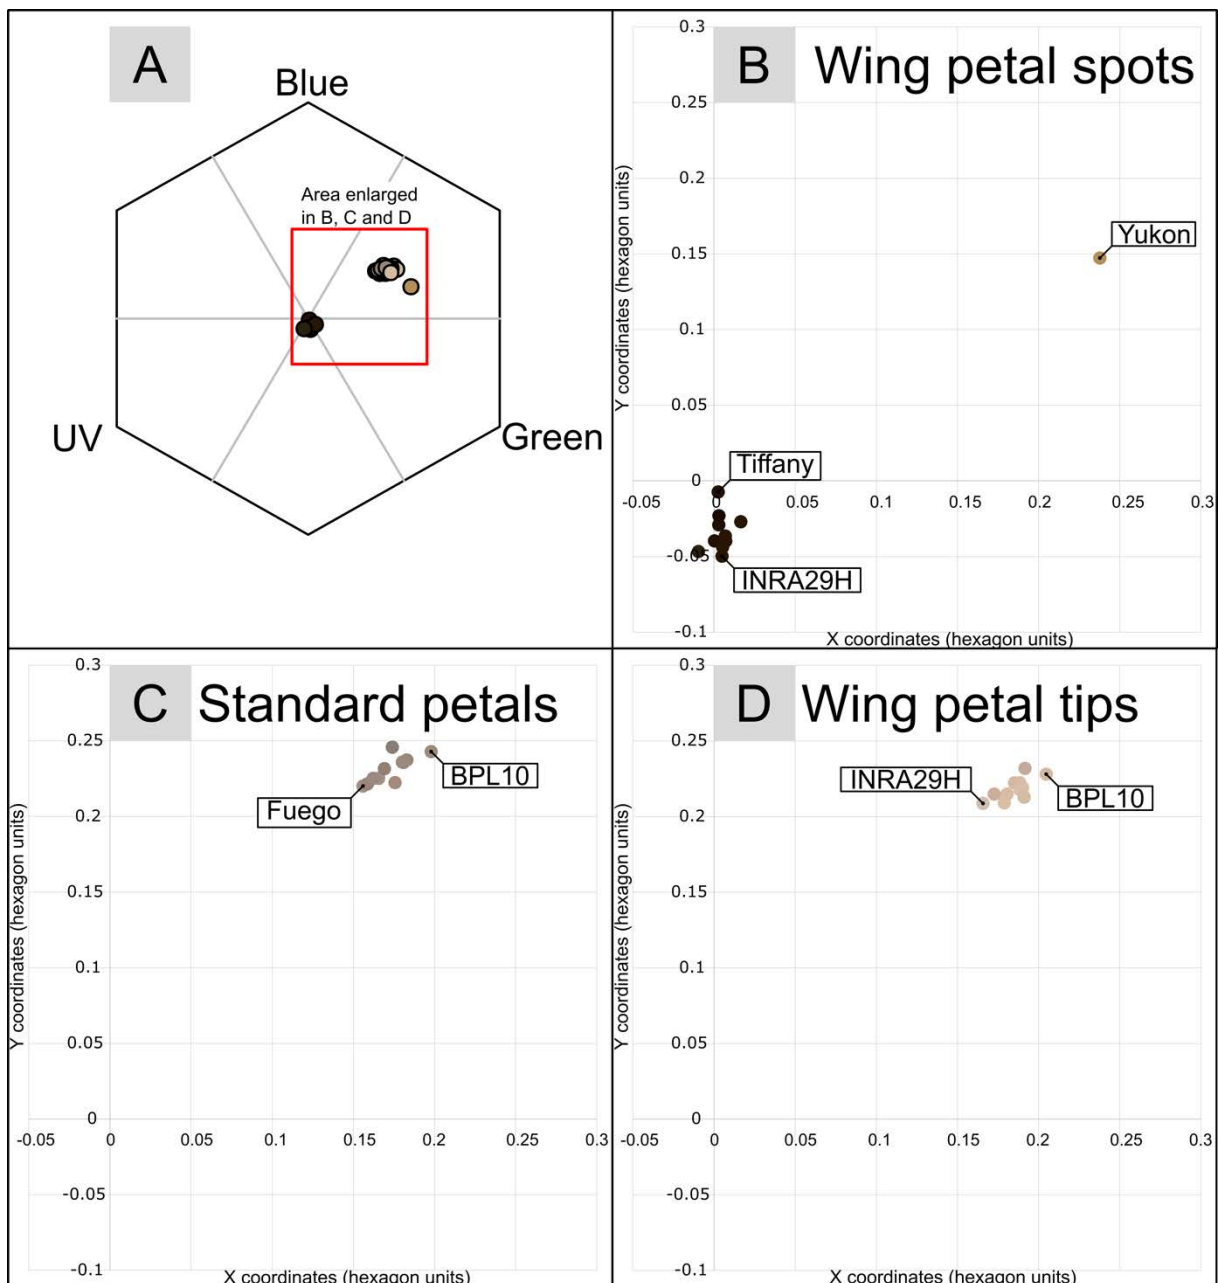 A
Blue
Area enlarged
in B, C and D
UV
Green
B Wing petal spots
0.3
0.25
0.2
0.15
0.1
0.05
0
-0.05
-0.1
Y coordinates (hexagon units)
Yukon
Tiffany
INRA29H
-0.05 0 0.05 0.1 0.15 0.2 0.25 0.3
X coordinates (hexagon units)
C Standard petals
0.3
0.25
0.2
0.15
0.1
0.05
0
-0.05
-0.1
Y coordinates (hexagon units)
BPL10
Fuego
-0.05 0 0.05 0.1 0.15 0.2 0.25 0.3
X coordinates (hexagon units)
D Wing petal tips
0.3
0.25
0.2
0.15
0.1
0.05
0
-0.05
-0.1
Y coordinates (hexagon units)
INRA29H
BPL10
-0.05 0 0.05 0.1 0.15 0.2 0.25 0.3
X coordinates (hexagon units)